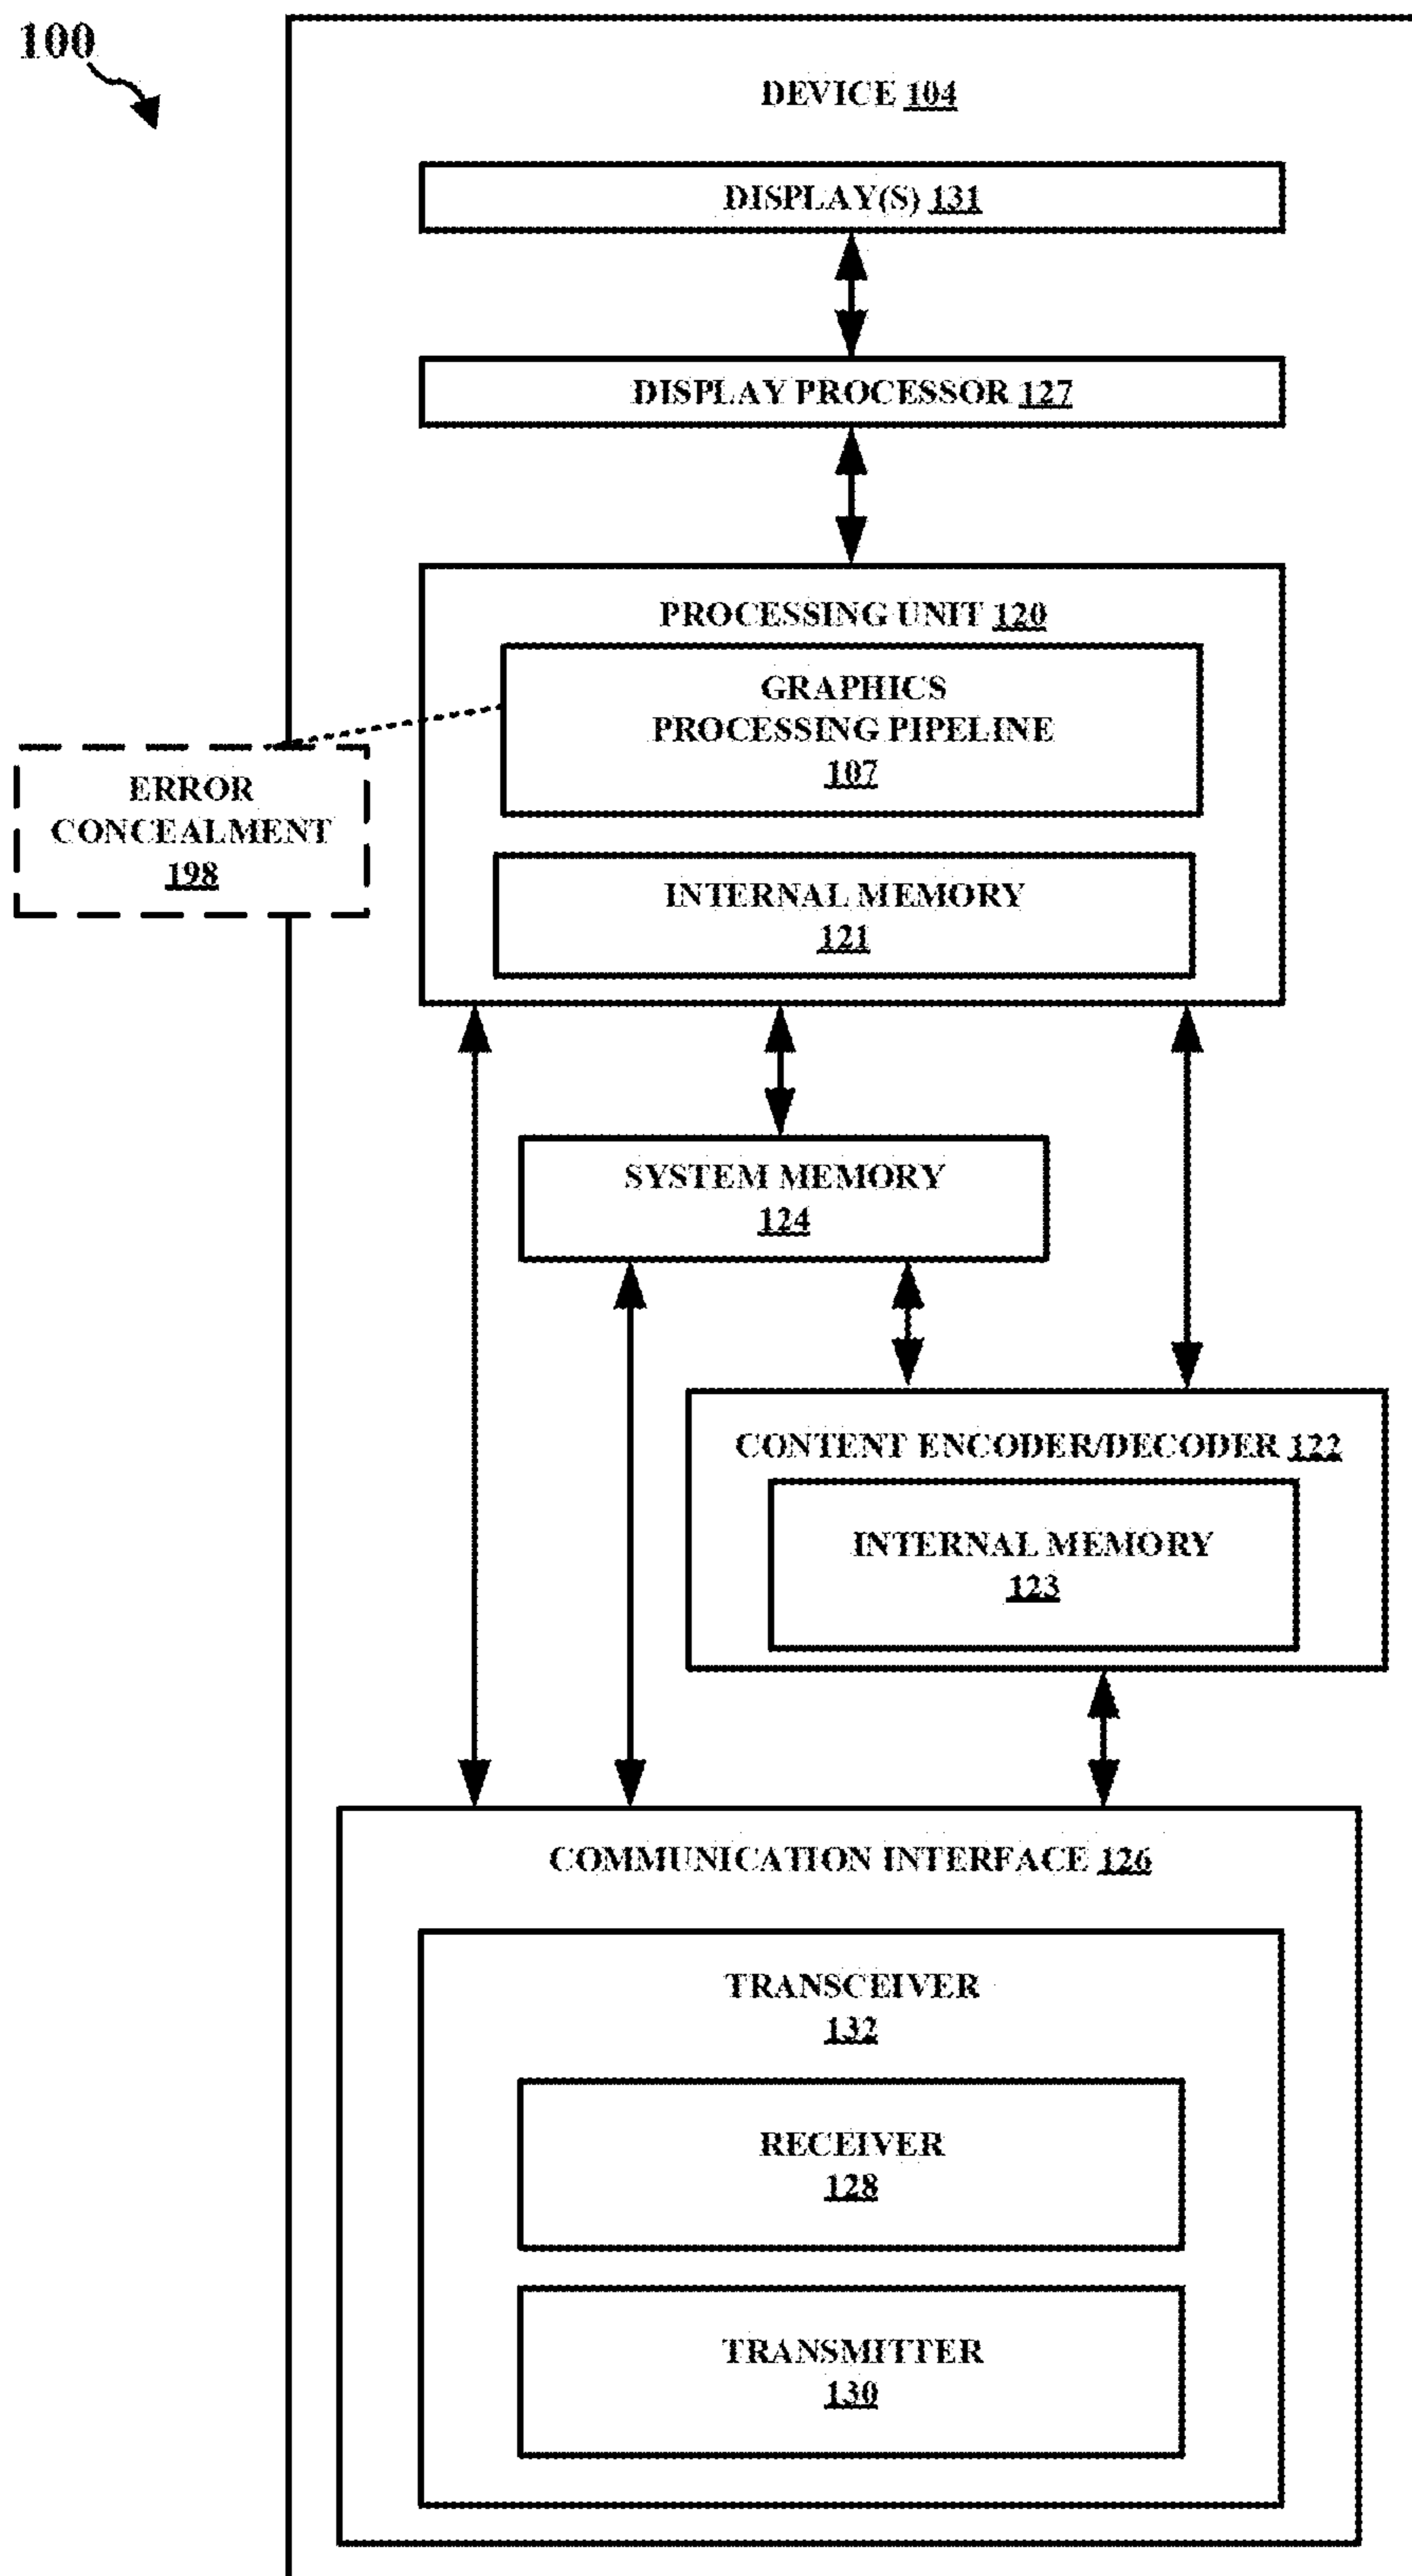 100
DEVICE 104
DISPLAY(S) 131
DISPLAY PROCESSOR 127
PROCESSING UNIT 120
GRAPHICS
PROCESSING PIPELINE
107
ERROR
CONCEALMENT
198
INTERNAL MEMORY
121
SYSTEM MEMORY
124
CONTENT ENCODER/DECODER 122
INTERNAL MEMORY
123
COMMUNICATION INTERFACE 126
TRANSCEIVER
132
RECEIVER
128
TRANSMITTER
130